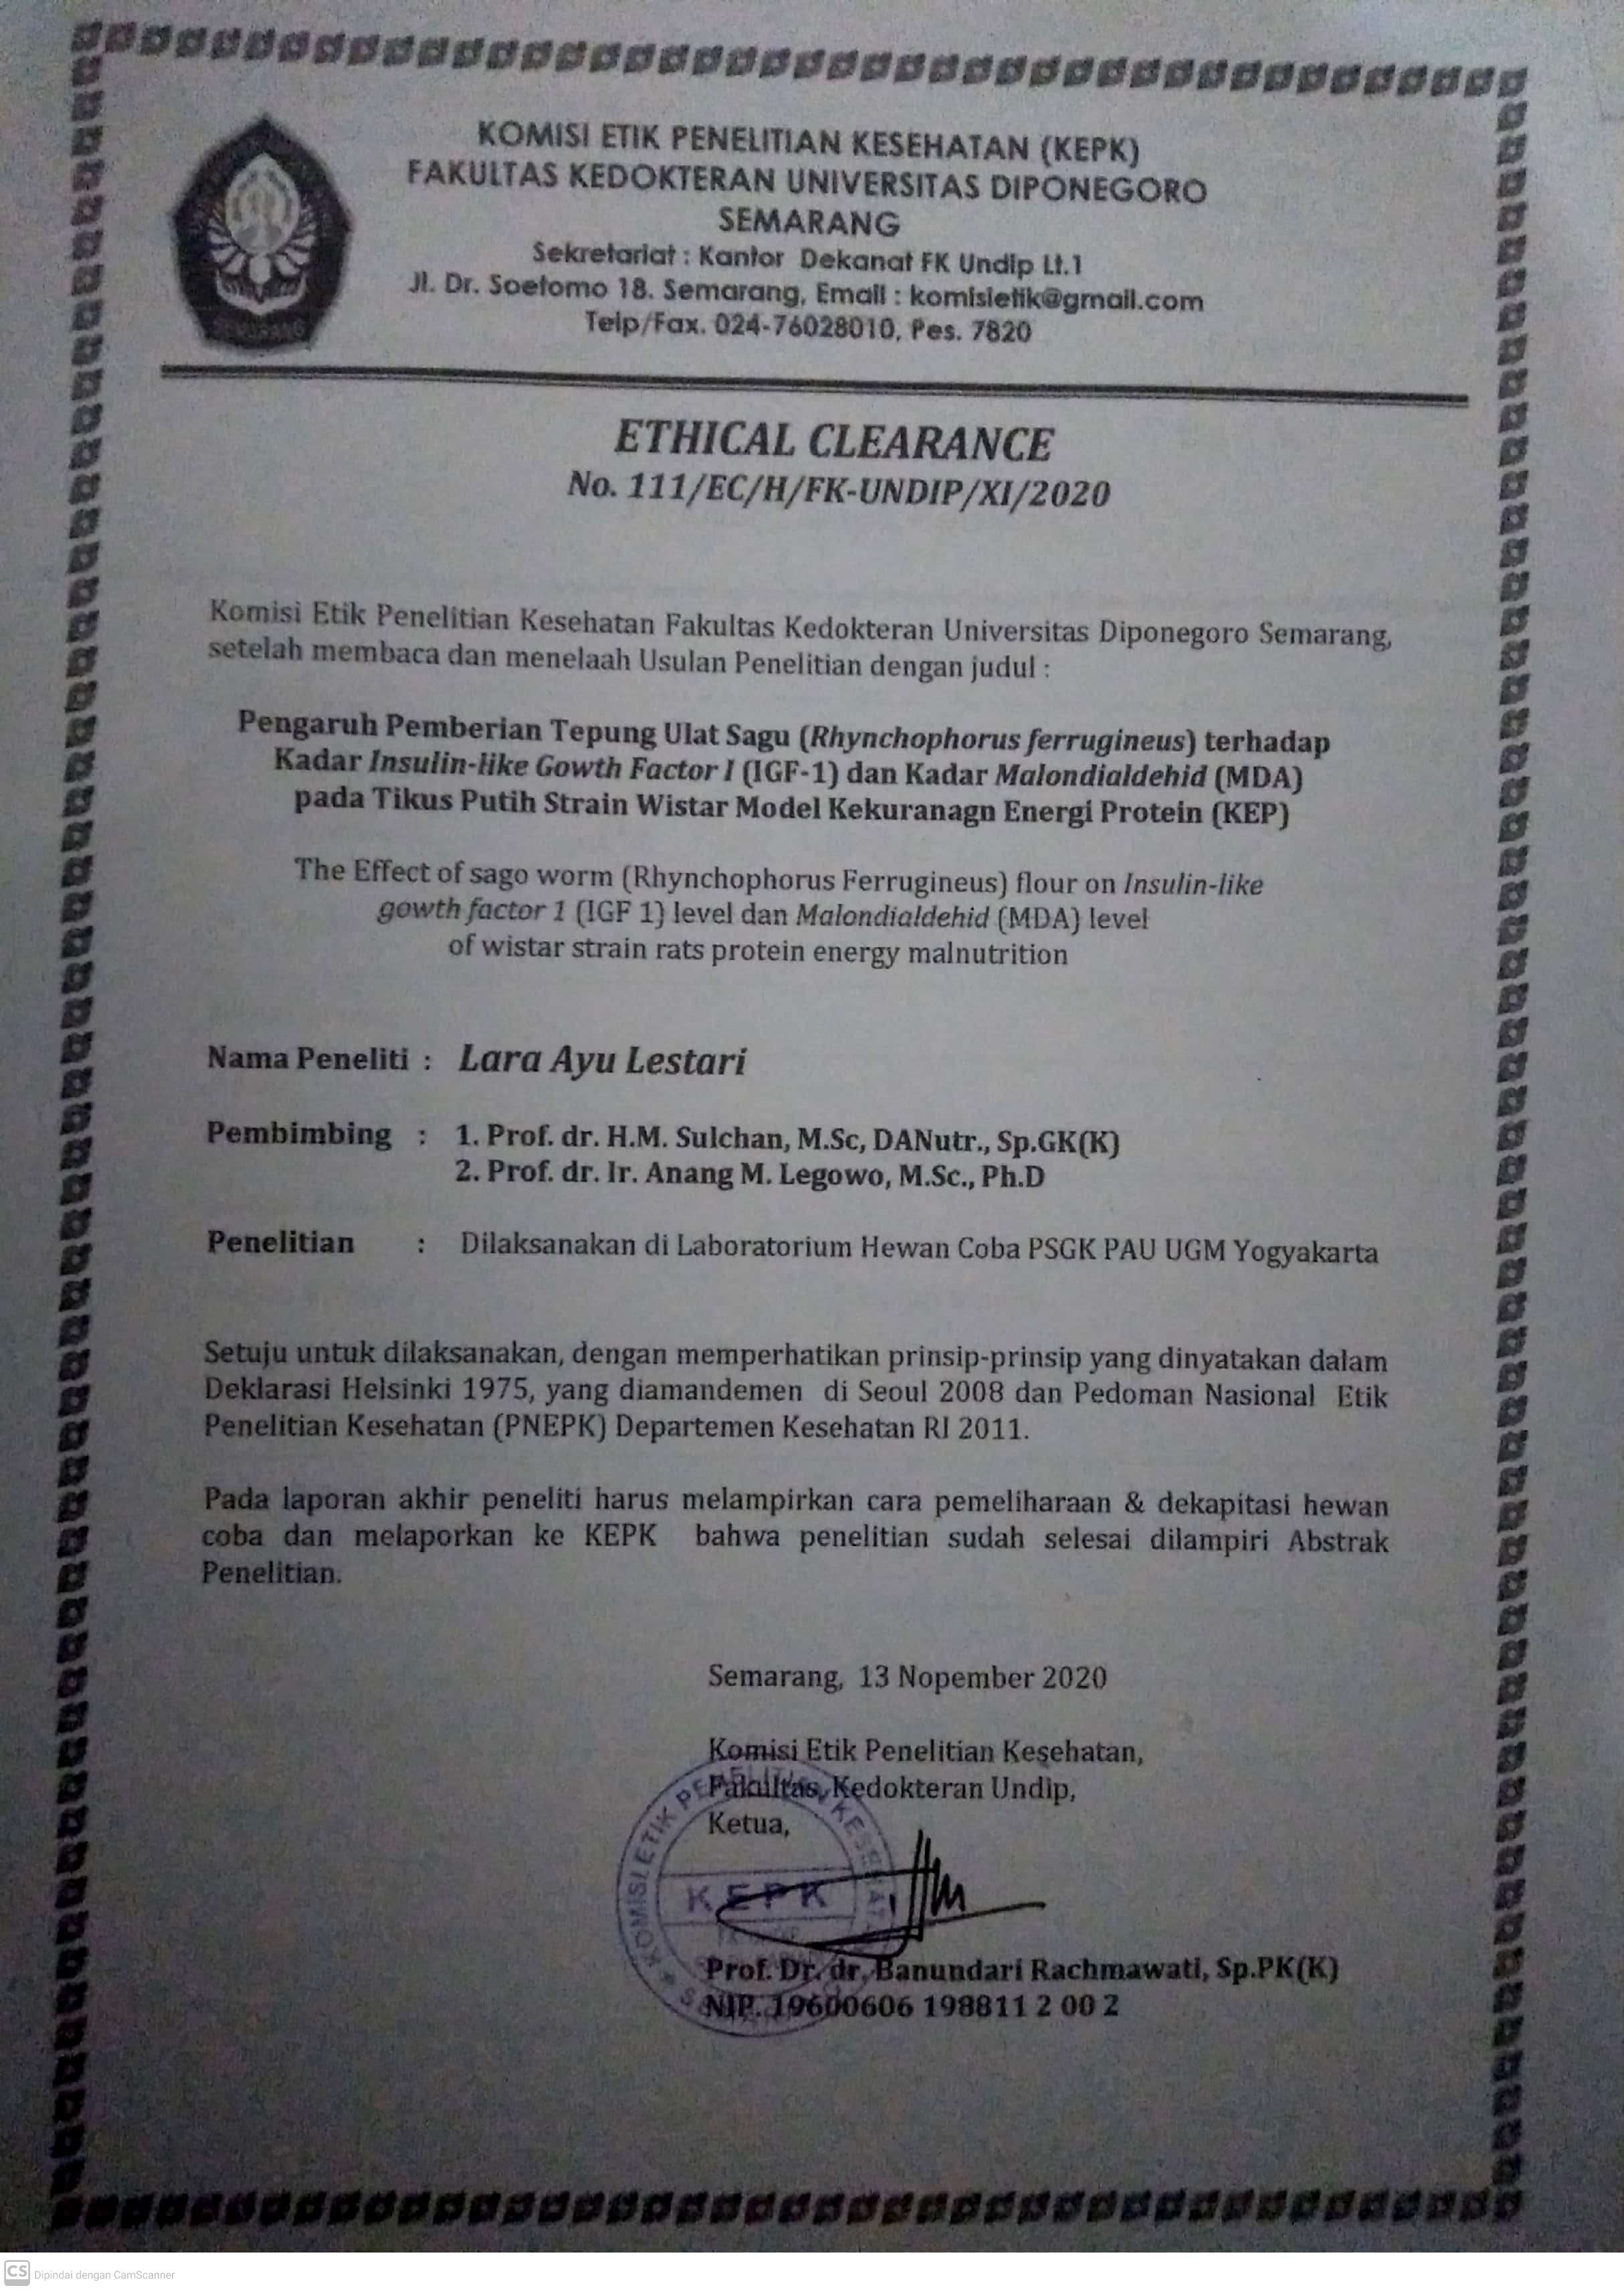 KOMISI ETIK PENELITIAN KESEHATAN (KEPK)
FAKULTAS KEDOKTERAN UNIVERSITAS DIPONEGORO
SEMARANG
Sekretariat : Kantor Dekanat FK Undip Lt.1
Jl. Dr. Soetomo 18. Semarang, Email : komisietik@gmail.com
Telp/Fax. 024-76028010, Pes. 7820
ETHICAL CLEARANCE
No. 111/EC/H/FK-UNDIP/XI/2020
Komisi Etik Penelitian Kesehatan Fakultas Kedokteran Universitas Diponegoro Semarang,
setelah membaca dan menelaah Usulan Penelitian dengan judul :
Pengaruh Pemberian Tepung Ulat Sagu (Rhynchophorus ferrugineus) terhadap
Kadar Insulin-like Gowth Factor I (IGF-1) dan Kadar Malondialdehid (MDA)
pada Tikus Putih Strain Wistar Model Kekuranagn Energi Protein (KEP)
The Effect of sago worm (Rhynchophorus Ferrugineus) flour on Insulin-like
gowth factor 1 (IGF 1) level dan Malondialdehid (MDA) level
of wistar strain rats protein energy malnutrition
Nama Peneliti : Lara Ayu Lestari
Pembimbing : 1. Prof. dr. H.M. Sulchan, M.Sc, DANutr., Sp.GK(K)
2. Prof. dr. Ir. Anang M. Legowo, M.Sc., Ph.D
Penelitian : Dilaksanakan di Laboratorium Hewan Coba PSGK PAU UGM Yogyakarta
Setuju untuk dilaksanakan, dengan memperhatikan prinsip-prinsip yang dinyatakan dalam
Deklarasi Helsinki 1975, yang diamandemen di Seoul 2008 dan Pedoman Nasional Etik
Penelitian Kesehatan (PNEPK) Departemen Kesehatan RI 2011.
Pada laporan akhir peneliti harus melampirkan cara pemeliharaan & dekapitasi hewan
coba dan melaporkan ke KEPK bahwa penelitian sudah selesai dilampiri Abstrak
Penelitian.
Semarang, 13 Nopember 2020
Komisi Etik Penelitian Kesehatan,
Fakultas Kedokteran Undip,
Ketua,
KOMISI ETIK PENELITIAN
KEPK
Prof. Dr. dr. Banundari Rachmawati, Sp.PK(K)
NIP. 19600606 198811 2 00 2
CS Dipindai dengan CamScanner